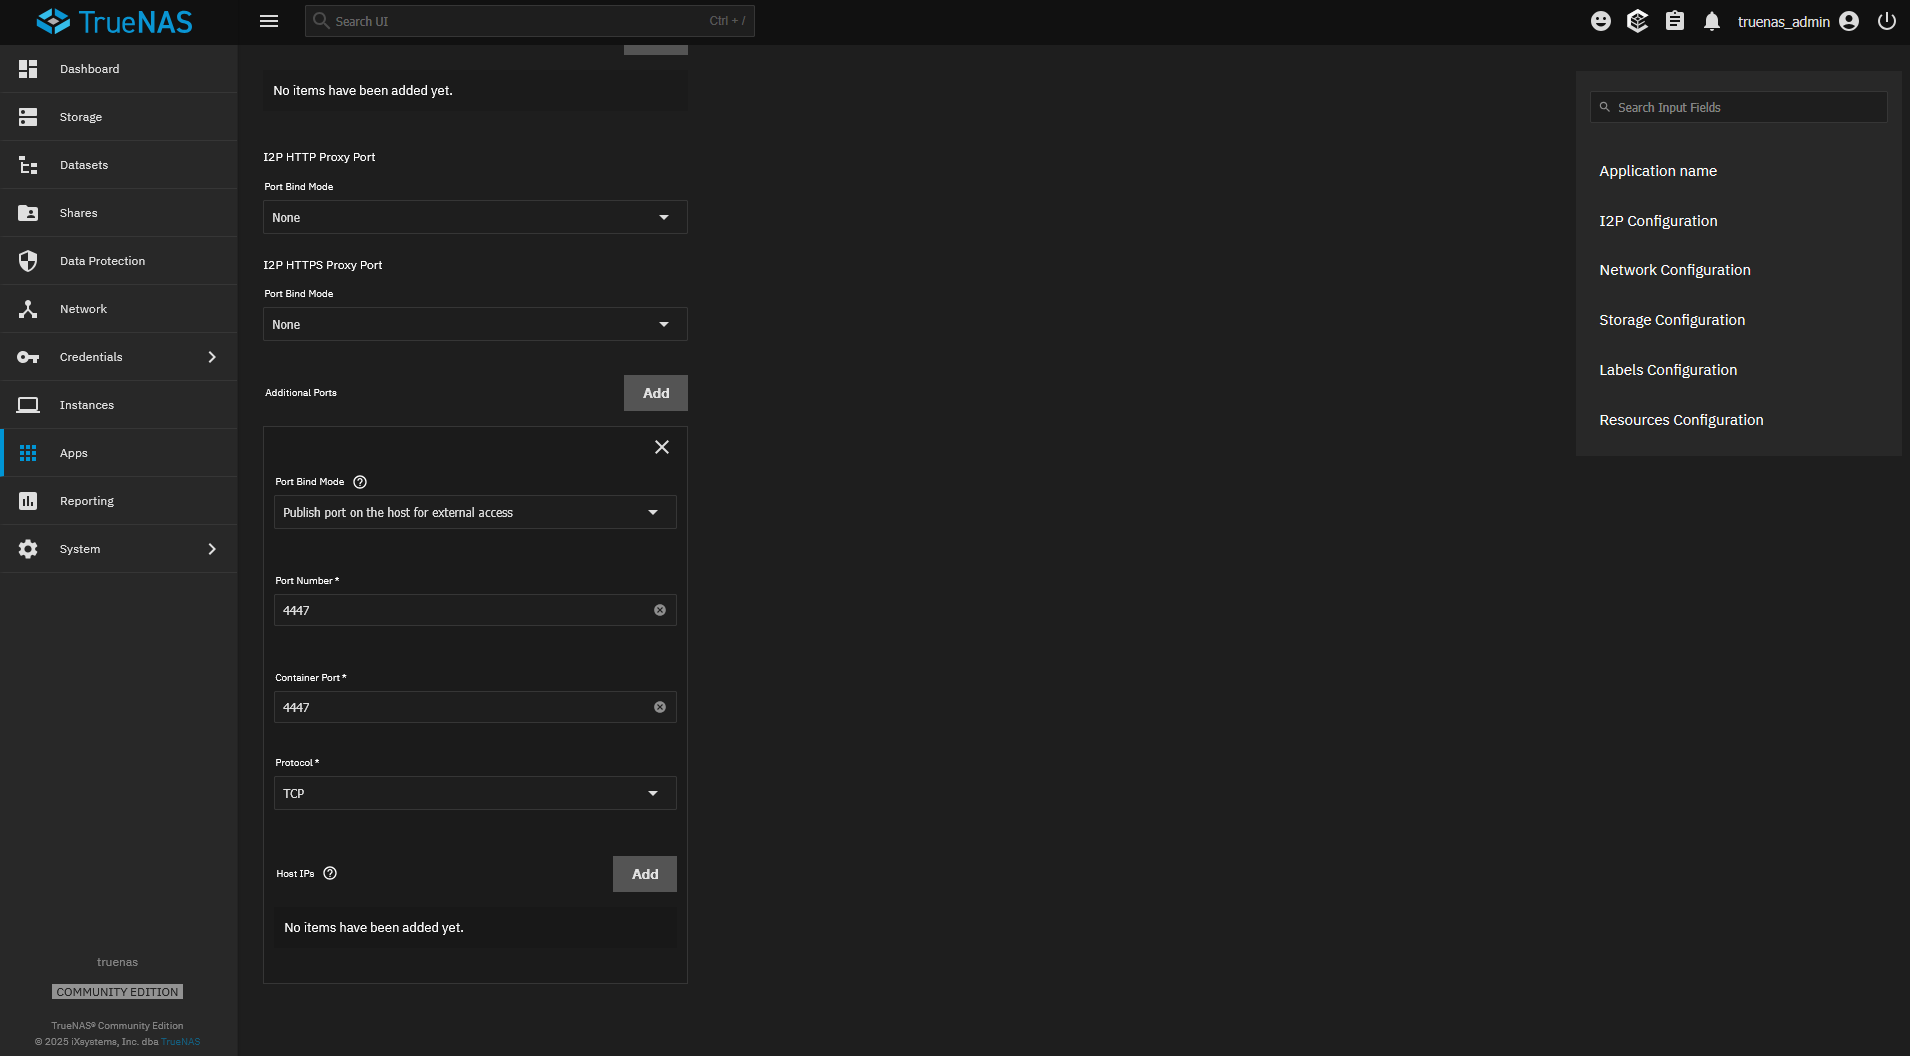 TrueNAS
Search UI
Ctrl + /
truenas_admin
Dashboard
Storage
Datasets
Shares
Data Protection
Network
Credentials
Instances
Apps
Reporting
System
truenas
COMMUNITY EDITION
TrueNAS® Community Edition
© 2025 iXsystems, Inc. dba TrueNAS
No items have been added yet.
I2P HTTP Proxy Port
Port Bind Mode
None
I2P HTTPS Proxy Port
Port Bind Mode
None
Additional Ports
Add
Port Bind Mode
Publish port on the host for external access
Port Number *
4447
Container Port *
4447
Protocol *
TCP
Host IPs
Add
No items have been added yet.
Search Input Fields
Application name
I2P Configuration
Network Configuration
Storage Configuration
Labels Configuration
Resources Configuration